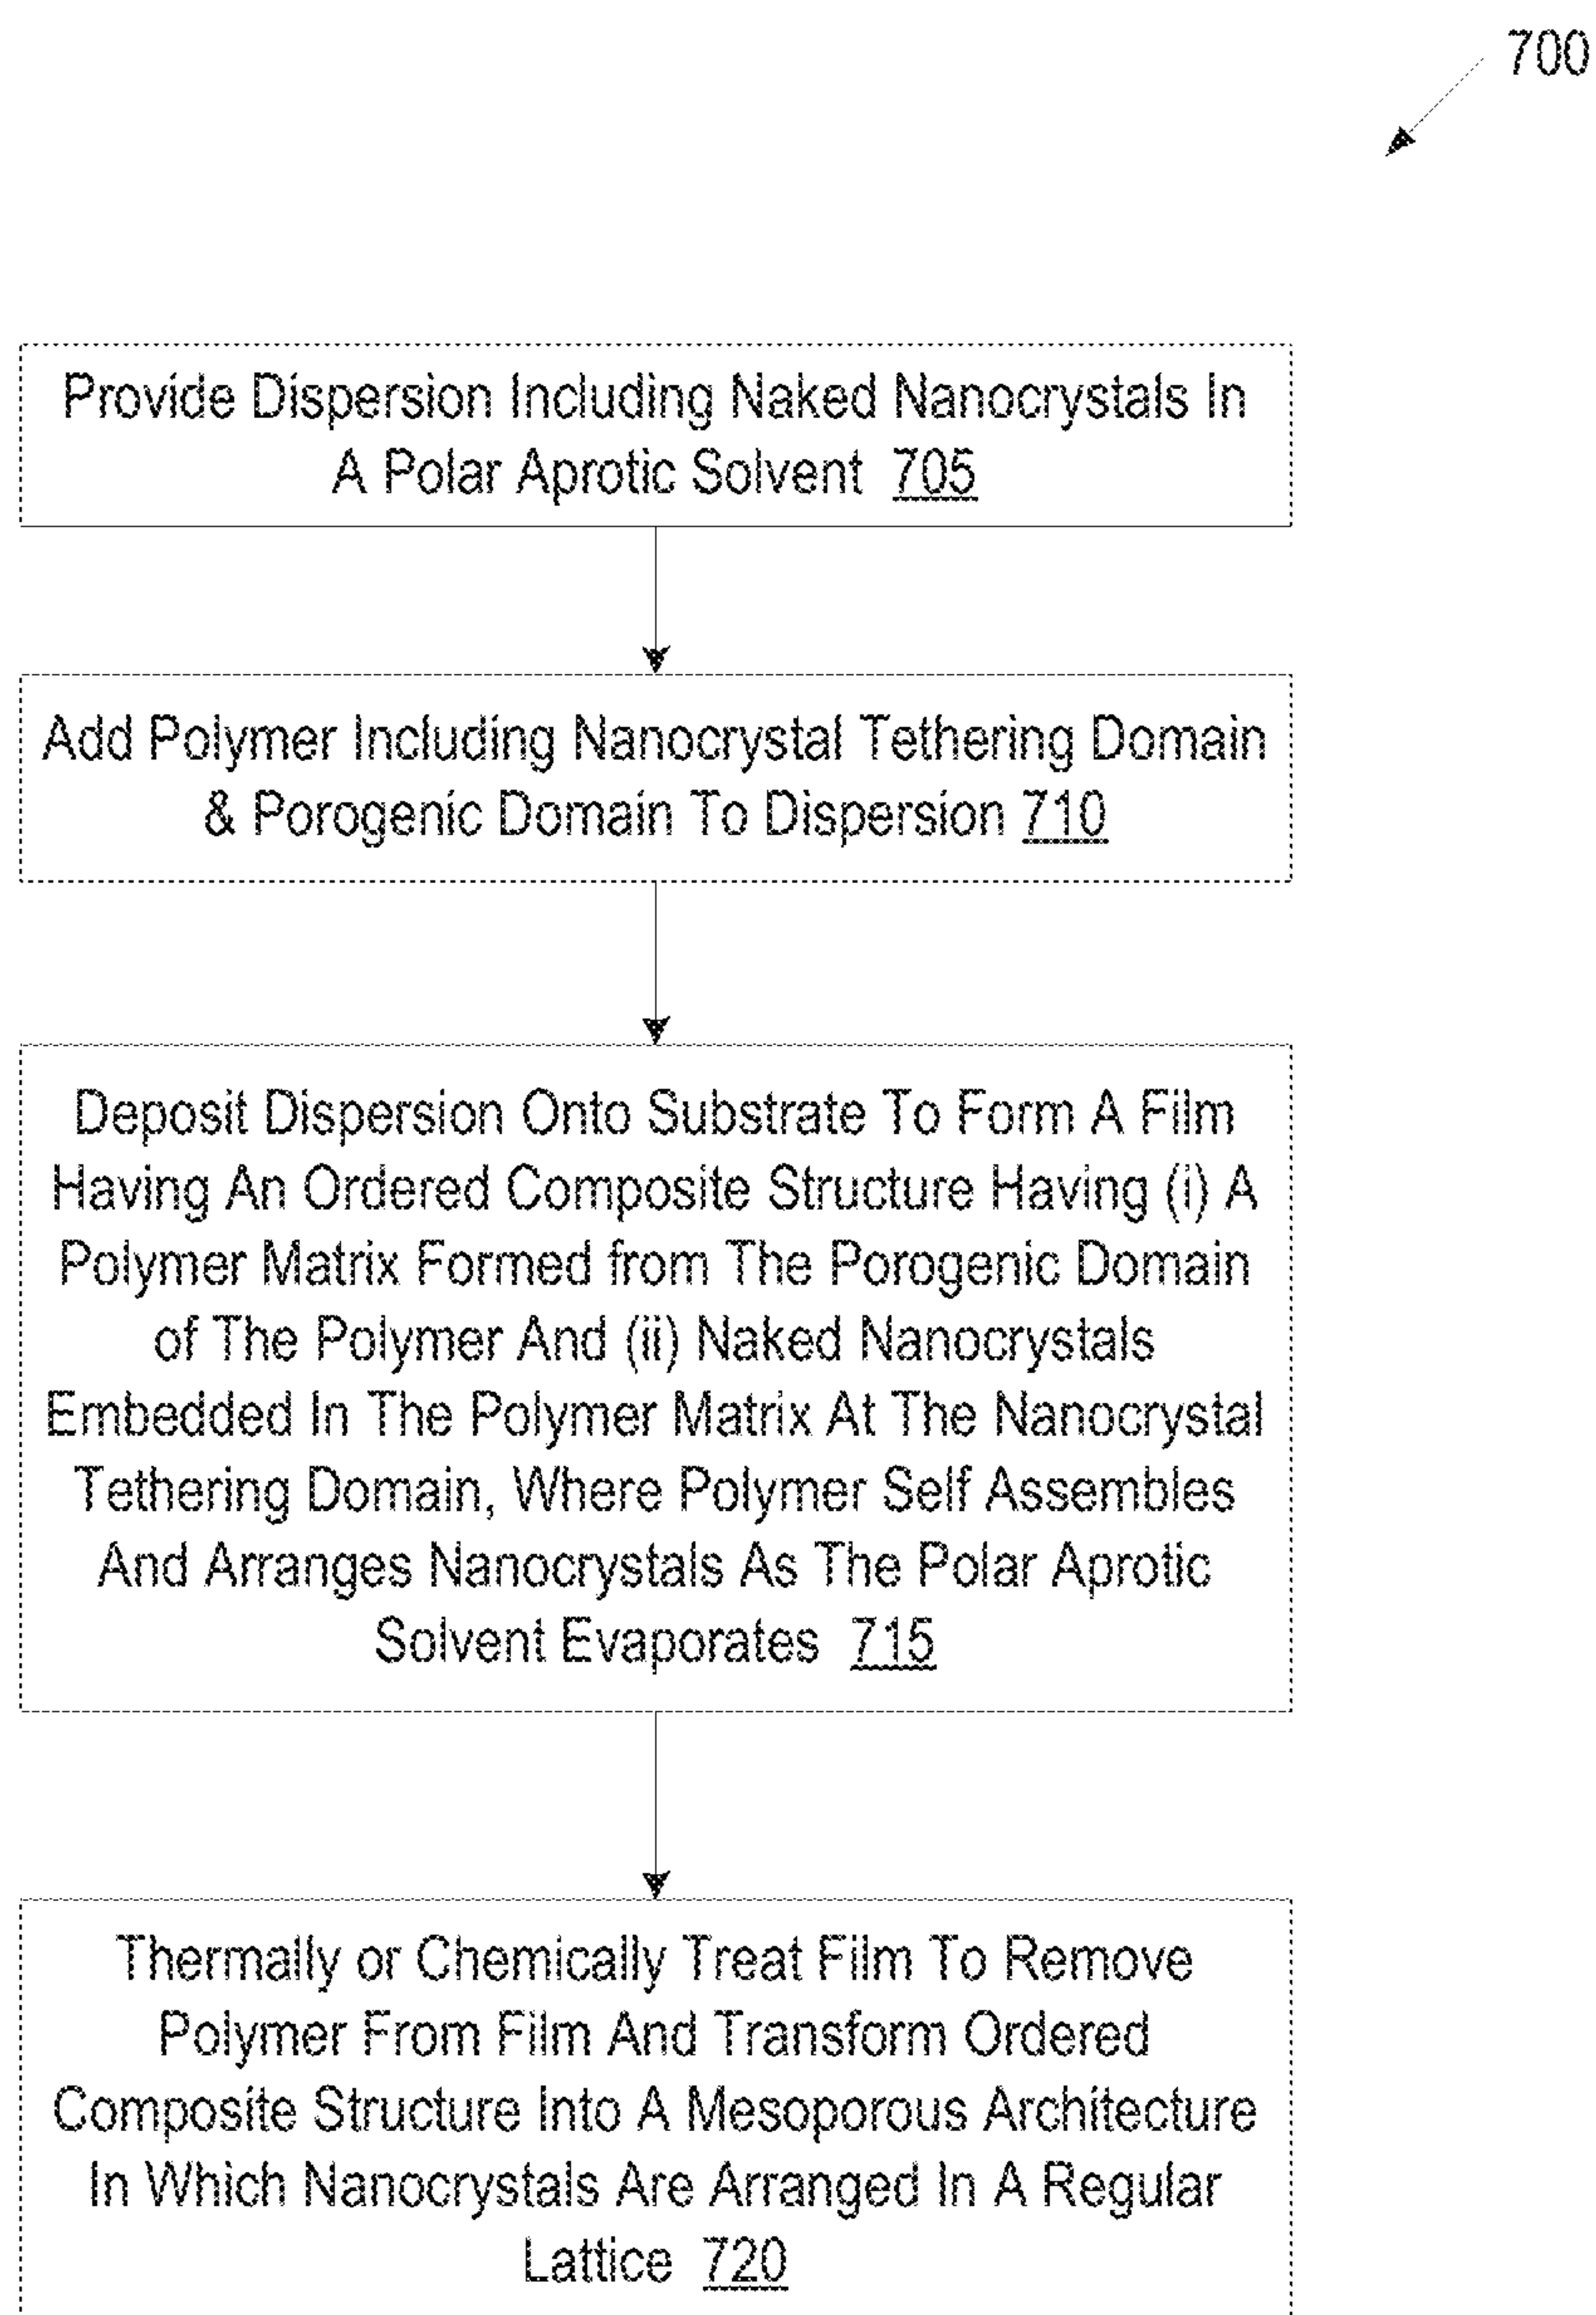 700
Provide Dispersion Including Naked Nanocrystals In
A Polar Aprotic Solvent 705
Add Polymer Including Nanocrystal Tethering Domain
& Porogenic Domain To Dispersion 710
Deposit Dispersion Onto Substrate To Form A Film
Having An Ordered Composite Structure Having (i) A
Polymer Matrix Formed from The Porogenic Domain
of The Polymer And (ii) Naked Nanocrystals
Embedded In The Polymer Matrix At The Nanocrystal
Tethering Domain, Where Polymer Self Assembles
And Arranges Nanocrystals As The Polar Aprotic
Solvent Evaporates 715
Thermally or Chemically Treat Film To Remove
Polymer From Film And Transform Ordered
Composite Structure Into A Mesoporous Architecture
In Which Nanocrystals Are Arranged In A Regular
Lattice 720